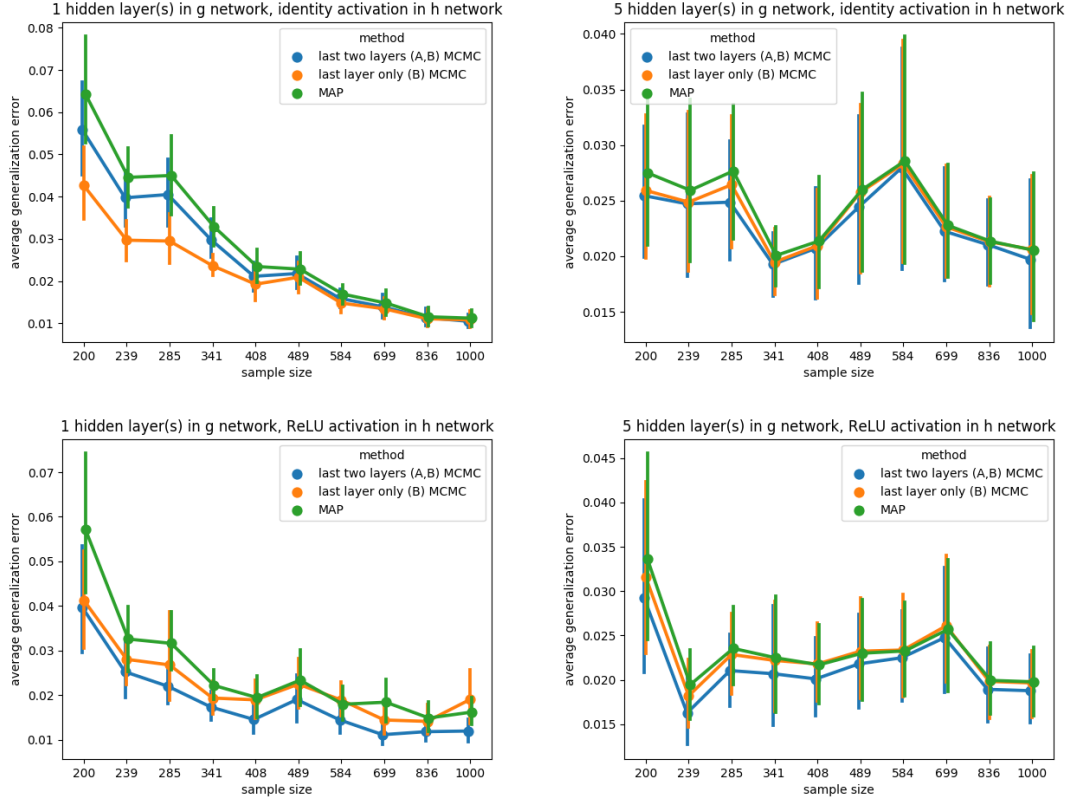 1 hidden layer(s) in g network, identity activation in h network
average generalization error
0.08
0.07
0.06
0.05
0.04
0.03
0.02
0.01
method
last two layers (A,B) MCMC
last layer only (B) MCMC
MAP
200 239 285 341 408 489 584 699 836 1000
sample size
5 hidden layer(s) in g network, identity activation in h network
average generalization error
0.040
0.035
0.030
0.025
0.020
0.015
method
last two layers (A,B) MCMC
last layer only (B) MCMC
MAP
200 239 285 341 408 489 584 699 836 1000
sample size
1 hidden layer(s) in g network, ReLU activation in h network
average generalization error
0.07
0.06
0.05
0.04
0.03
0.02
0.01
method
last two layers (A,B) MCMC
last layer only (B) MCMC
MAP
200 239 285 341 408 489 584 699 836 1000
sample size
5 hidden layer(s) in g network, ReLU activation in h network
average generalization error
0.045
0.040
0.035
0.030
0.025
0.020
0.015
method
last two layers (A,B) MCMC
last layer only (B) MCMC
MAP
200 239 285 341 408 489 584 699 836 1000
sample size